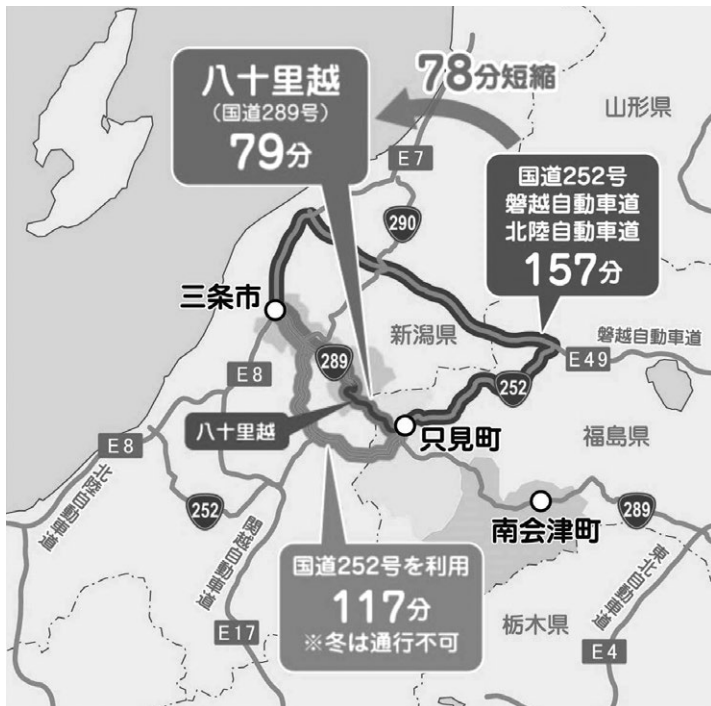 八十里越
(国道289号)
79分
78分短縮
山形県
E7
290
国道252号
磐越自動車道
北陸自動車道
157分
三条市
新潟県
磐越自動車道
E49
289
E8
252
八十里越
只見町
福島県
E8
北陸自動車道
252
関越自動車道
南会津町
289
東北自動車道
国道252号を利用
117分
※冬は通行不可
E17
栃木県
E4